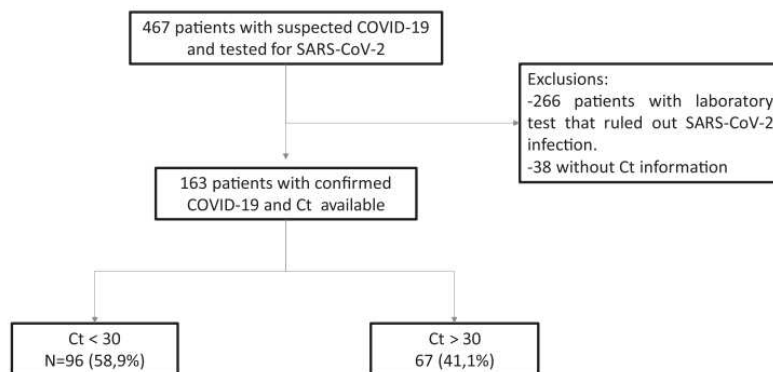 467 patients with suspected COVID-19
and tested for SARS-CoV-2
Exclusions:
-266 patients with laboratory
test that ruled out SARS-CoV-2
infection.
-38 without Ct information
163 patients with confirmed
COVID-19 and Ct available
Ct < 30
N=96 (58,9%)
Ct > 30
67 (41,1%)